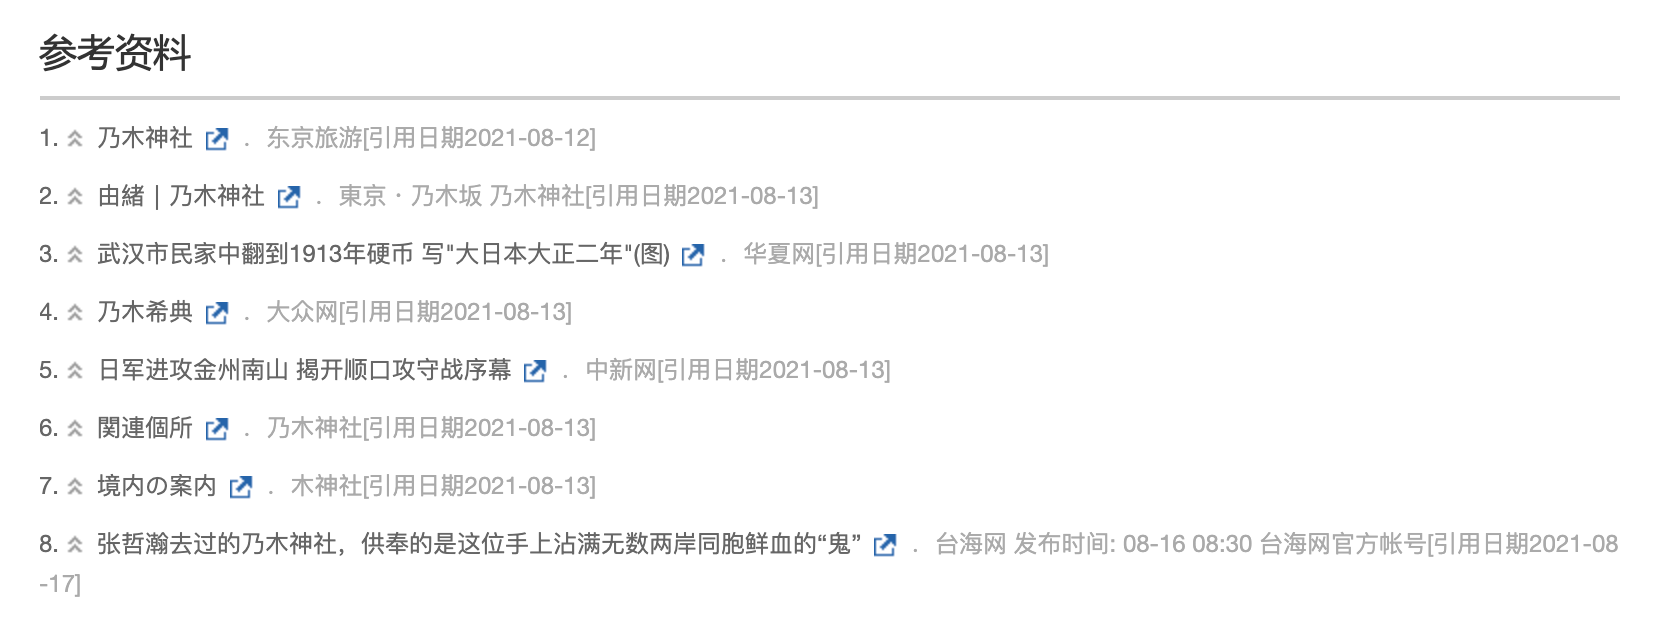 参考资料
1. 乃木神社 . 东京旅游[引用日期2021-08-12]
2. 由緒｜乃木神社 . 東京・乃木坂 乃木神社[引用日期2021-08-13]
3. 武汉市民家中翻到1913年硬币 写"大日本大正二年"(图) . 华夏网[引用日期2021-08-13]
4. 乃木希典 . 大众网[引用日期2021-08-13]
5. 日军进攻金州南山 揭开顺口攻守战序幕 . 中新网[引用日期2021-08-13]
6. 関連個所 . 乃木神社[引用日期2021-08-13]
7. 境内の案内 . 木神社[引用日期2021-08-13]
8. 张哲瀚去过的乃木神社，供奉的是这位手上沾满无数两岸同胞鲜血的“鬼” . 台海网 发布时间: 08-16 08:30 台海网官方帐号[引用日期2021-08
-17]